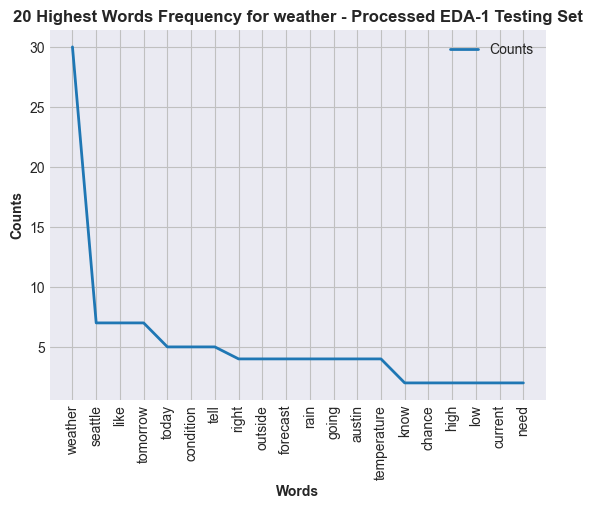 20 Highest Words Frequency for weather - Processed EDA-1 Testing Set
Counts
30
25
20
15
10
5
Counts
weather
seattle
like
tomorrow
today
condition
tell
right
outside
forecast
rain
going
austin
temperature
know
chance
high
low
current
need
Words